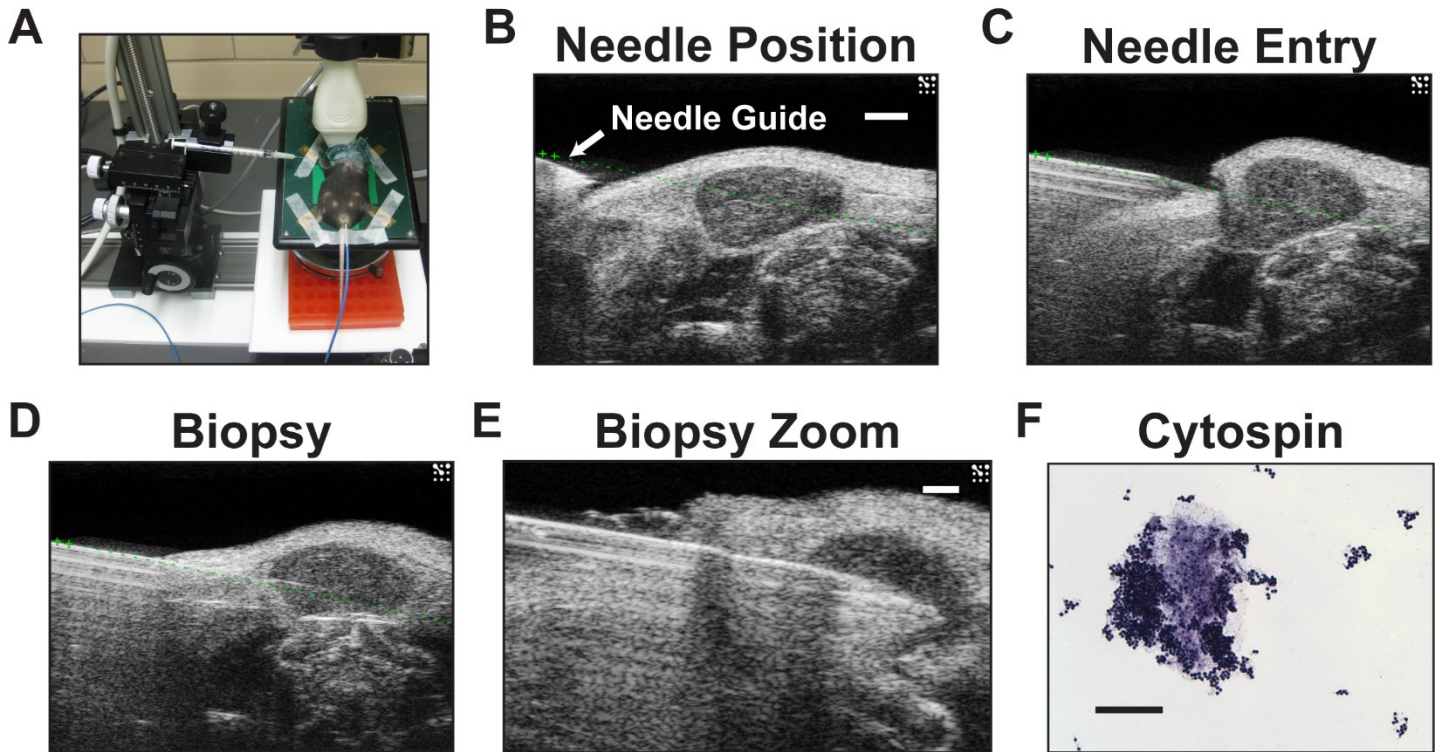 A
B
Needle Position
Needle Guide
C
Needle Entry
D
Biopsy
E
Biopsy Zoom
F
Cytospin